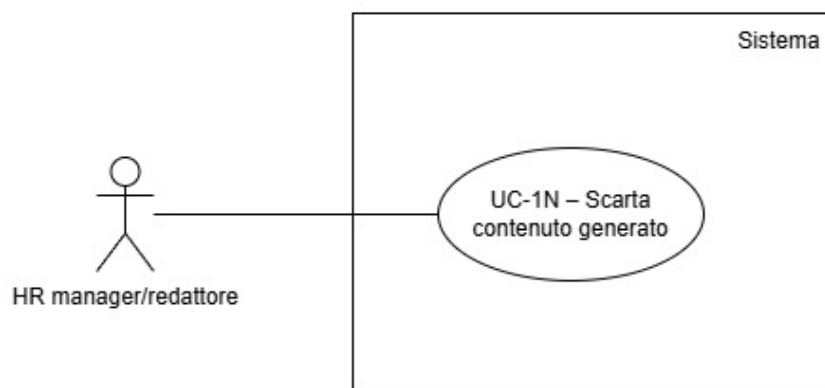 Sistema
UC-1N – Scarta
contenuto generato
HR manager/redattore